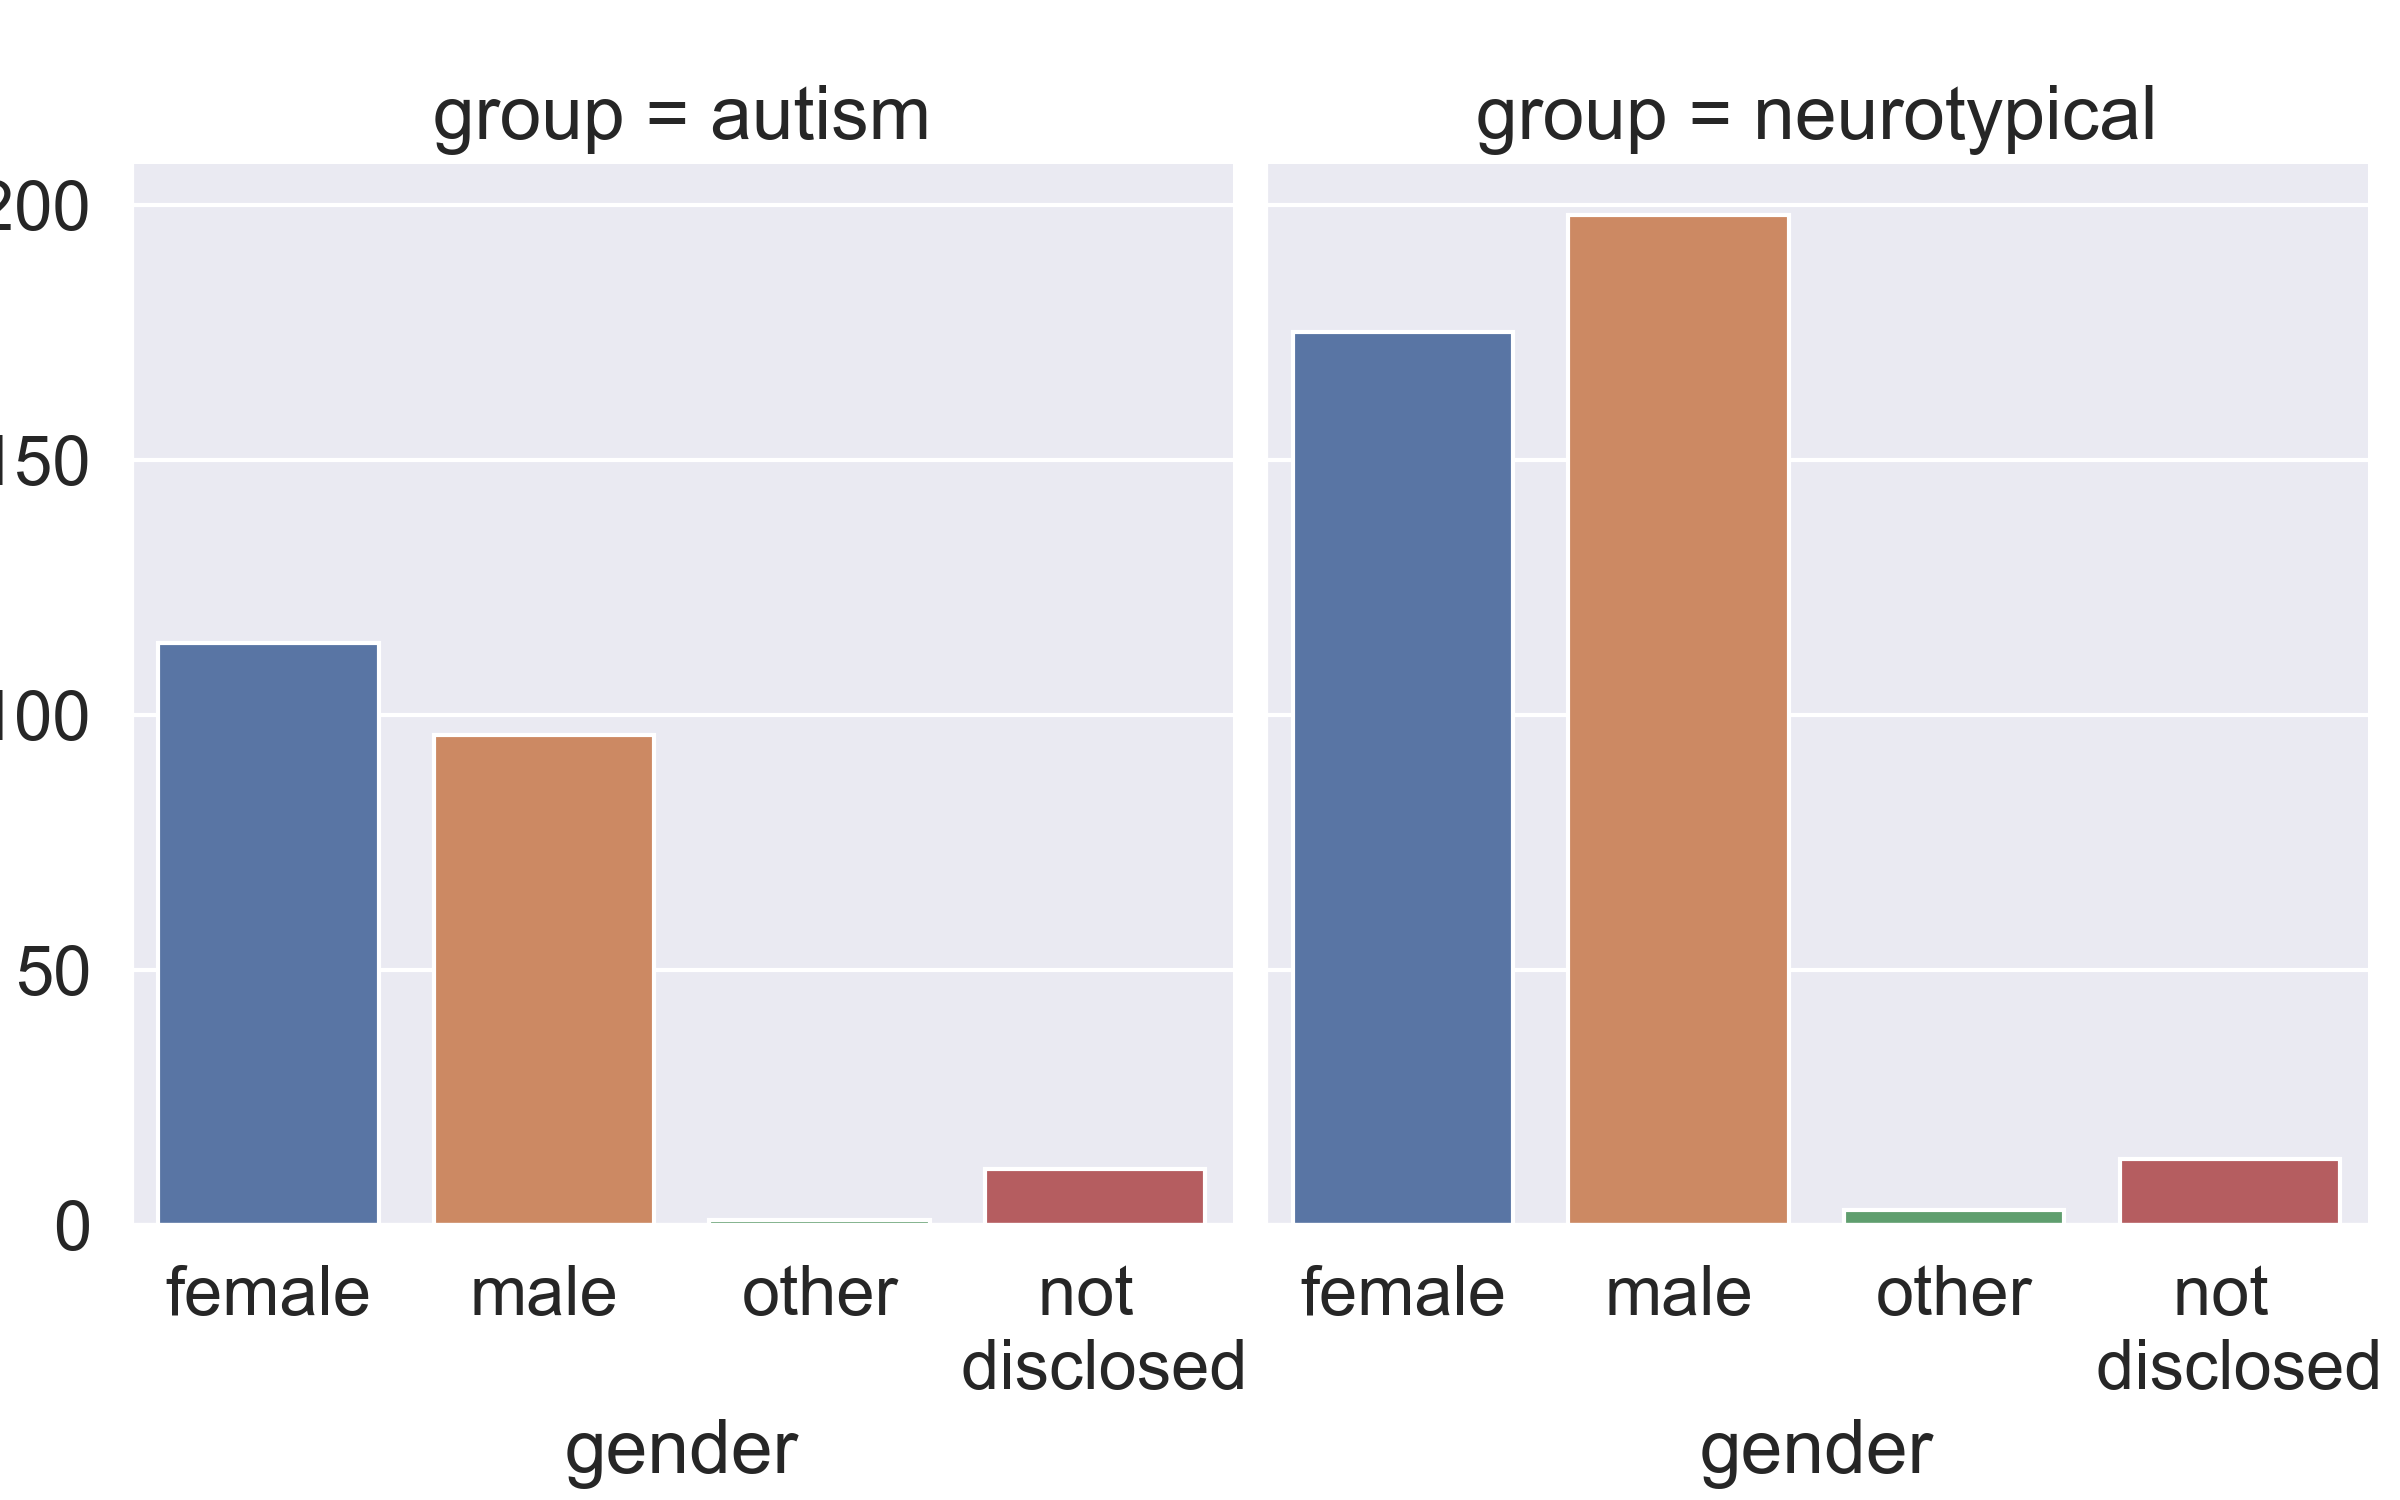 group = autism
group = neurotypical
200
150
100
50
0
female male other not disclosed
female male other not disclosed
gender
gender